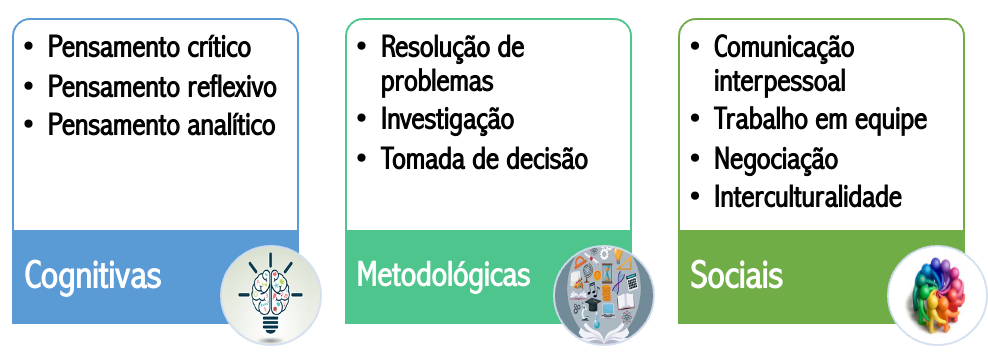 • Pensamento crítico
• Pensamento reflexivo
• Pensamento analítico
Cognitivas
• Resolução de
problemas
• Investigação
• Tomada de decisão
Metodológicas
• Comunicação
interpessoal
• Trabalho em equipe
• Negociação
• Interculturalidade
Sociais